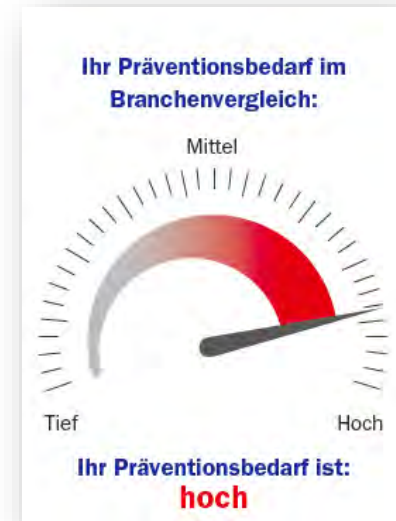 Ihr Präventionsbedarf im
Branchenvergleich:
Mittel
Tief
Hoch
Ihr Präventionsbedarf ist:
hoch